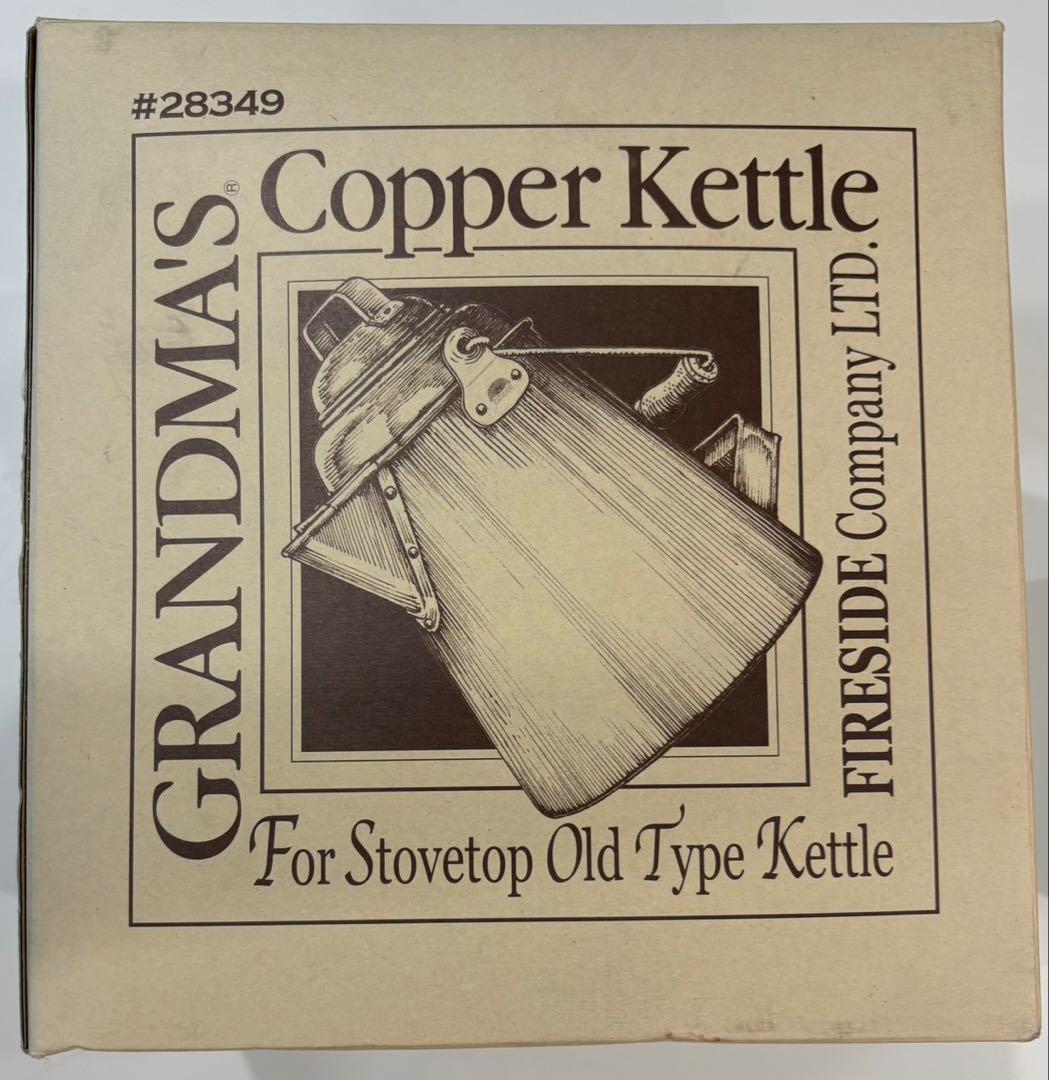 #28349
GRANDMA'S®
Copper Kettle
FIRESIDE Company LTD.
For Stovetop Old Type Kettle